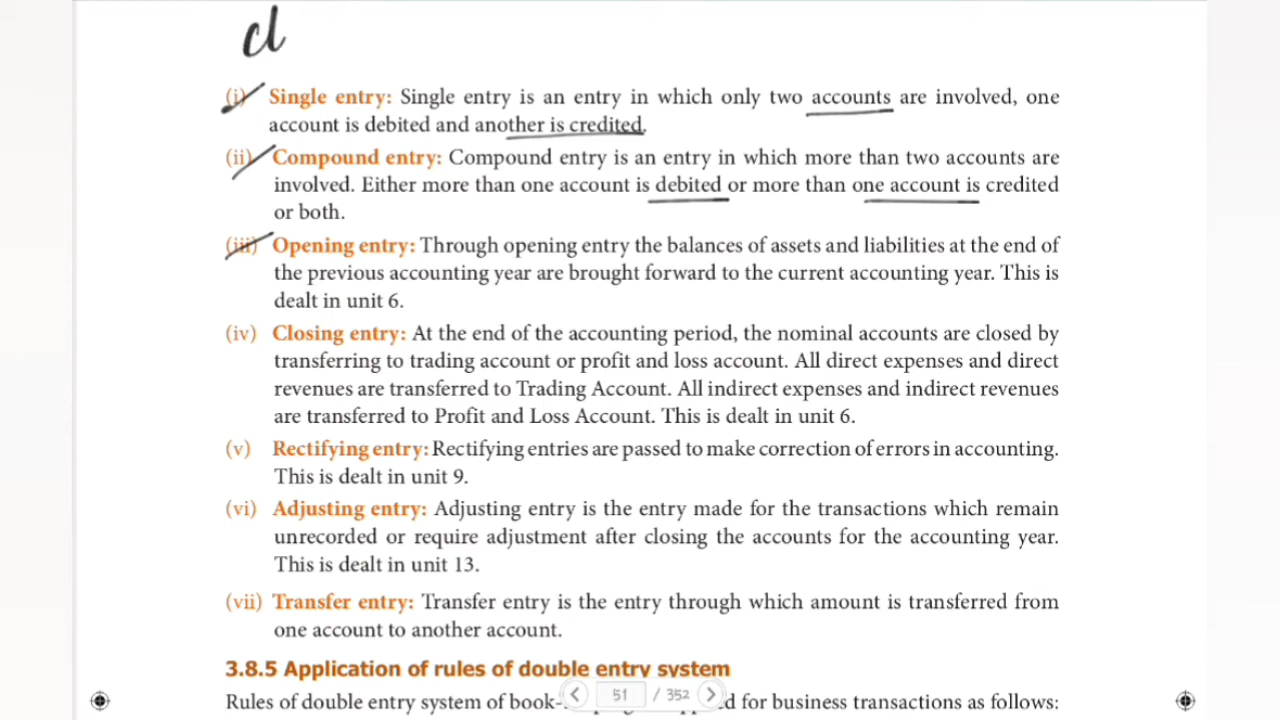 cl
(i) Single entry: Single entry is an entry in which only two accounts are involved, one
account is debited and another is credited.
(ii) Compound entry: Compound entry is an entry in which more than two accounts are
involved. Either more than one account is debited or more than one account is credited
or both.
(iii) Opening entry: Through opening entry the balances of assets and liabilities at the end of
the previous accounting year are brought forward to the current accounting year. This is
dealt in unit 6.
(iv) Closing entry: At the end of the accounting period, the nominal accounts are closed by
transferring to trading account or profit and loss account. All direct expenses and direct
revenues are transferred to Trading Account. All indirect expenses and indirect revenues
are transferred to Profit and Loss Account. This is dealt in unit 6.
(v) Rectifying entry: Rectifying entries are passed to make correction of errors in accounting.
This is dealt in unit 9.
(vi) Adjusting entry: Adjusting entry is the entry made for the transactions which remain
unrecorded or require adjustment after closing the accounts for the accounting year.
This is dealt in unit 13.
(vii) Transfer entry: Transfer entry is the entry through which amount is transferred from
one account to another account.
3.8.5 Application of rules of double entry system
Rules of double entry system of book- for business transactions as follows:
51 / 352